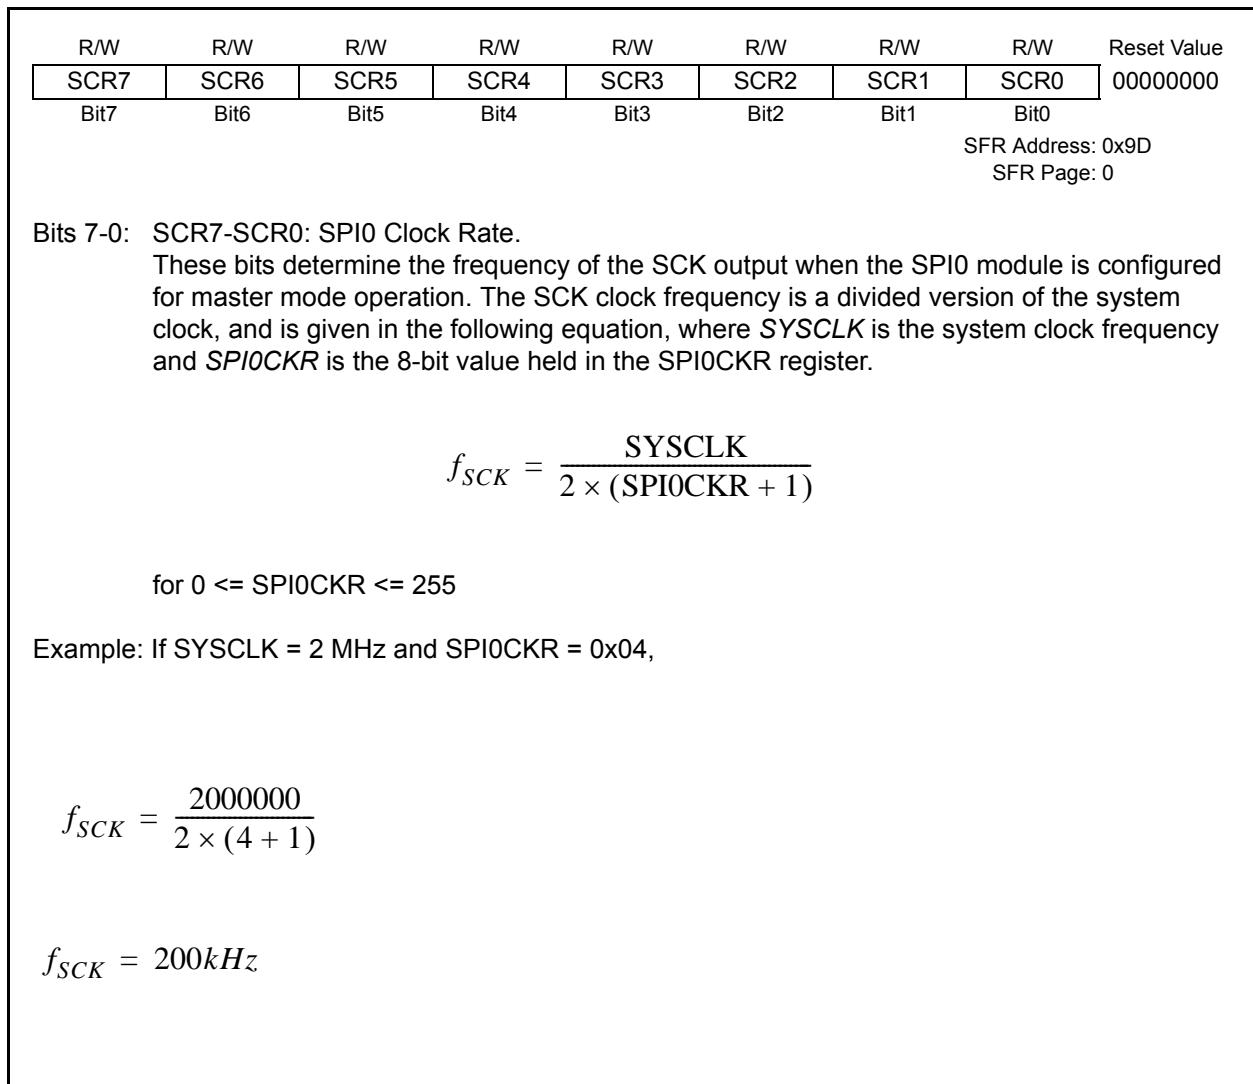 R/W R/W R/W R/W R/W R/W R/W R/W Reset Value
SCR7 SCR6 SCR5 SCR4 SCR3 SCR2 SCR1 SCR0 00000000
Bit7 Bit6 Bit5 Bit4 Bit3 Bit2 Bit1 Bit0
SFR Address: 0x9D
SFR Page: 0
Bits 7-0: SCR7-SCR0: SPI0 Clock Rate.
These bits determine the frequency of the SCK output when the SPI0 module is configured
for master mode operation. The SCK clock frequency is a divided version of the system
clock, and is given in the following equation, where SYSCLK is the system clock frequency
and SPI0CKR is the 8-bit value held in the SPI0CKR register.
f_SCK = SYSCLK / 2 × (SPI0CKR + 1)
for 0 <= SPI0CKR <= 255
Example: If SYSCLK = 2 MHz and SPI0CKR = 0x04,
f_SCK = 2000000 / 2 × (4 + 1)
f_SCK = 200kHz